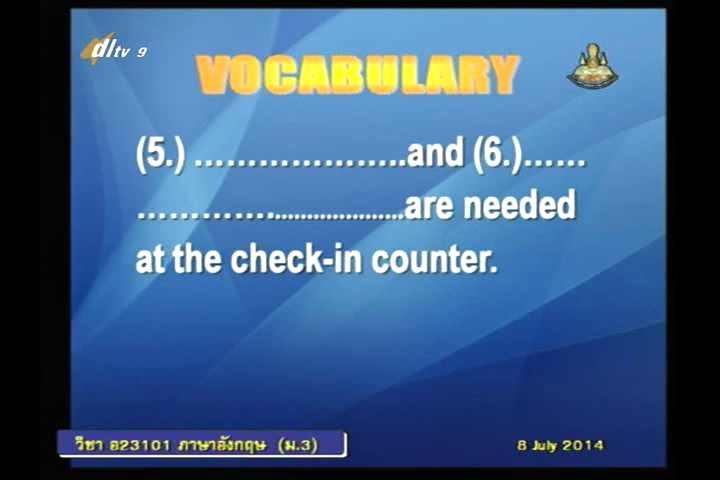 dltv 9
VOCABULARY
(5.) ………………..and (6.)……
………….....................are needed
at the check-in counter.
วิชา อ23101 ภาษาอังกฤษ (ม.3)
8 July 2014